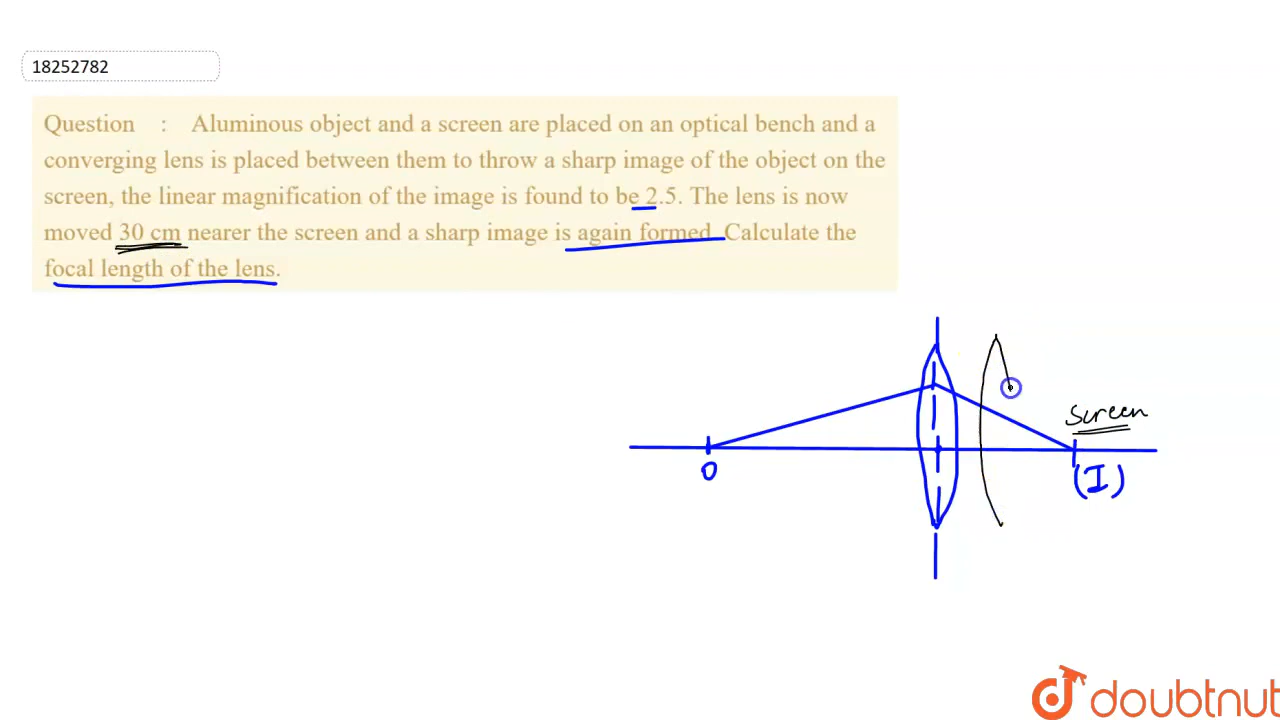 18252782
Question : Aluminous object and a screen are placed on an optical bench and a
converging lens is placed between them to throw a sharp image of the object on the
screen, the linear magnification of the image is found to be 2.5. The lens is now
moved 30 cm nearer the screen and a sharp image is again formed. Calculate the
focal length of the lens.
Screen
O
(I)
doubtnut